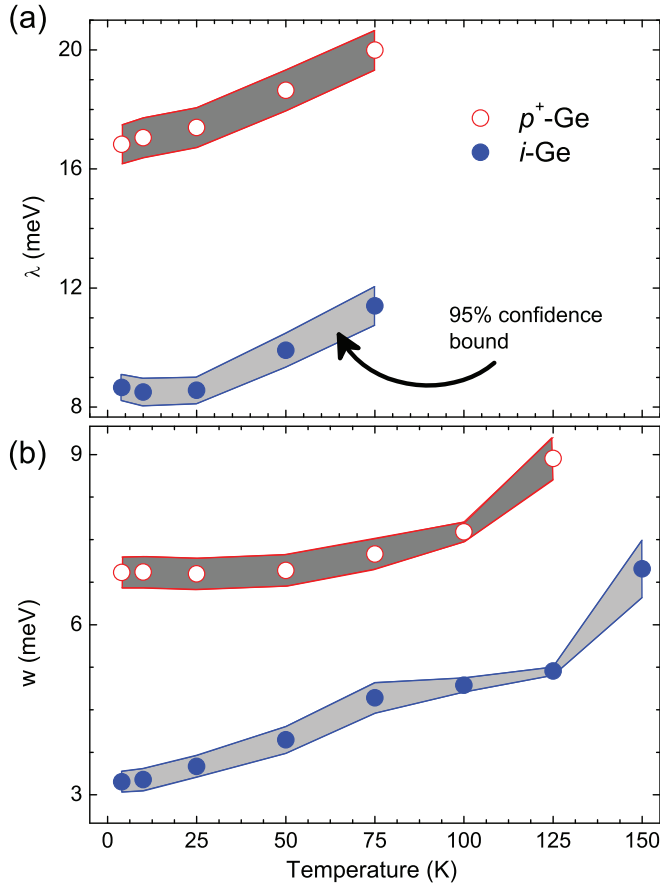 (a)
20
16
12
8
λ (meV)
p+-Ge
i-Ge
95% confidence
bound
(b)
9
6
3
w (meV)
0 25 50 75 100 125 150
Temperature (K)